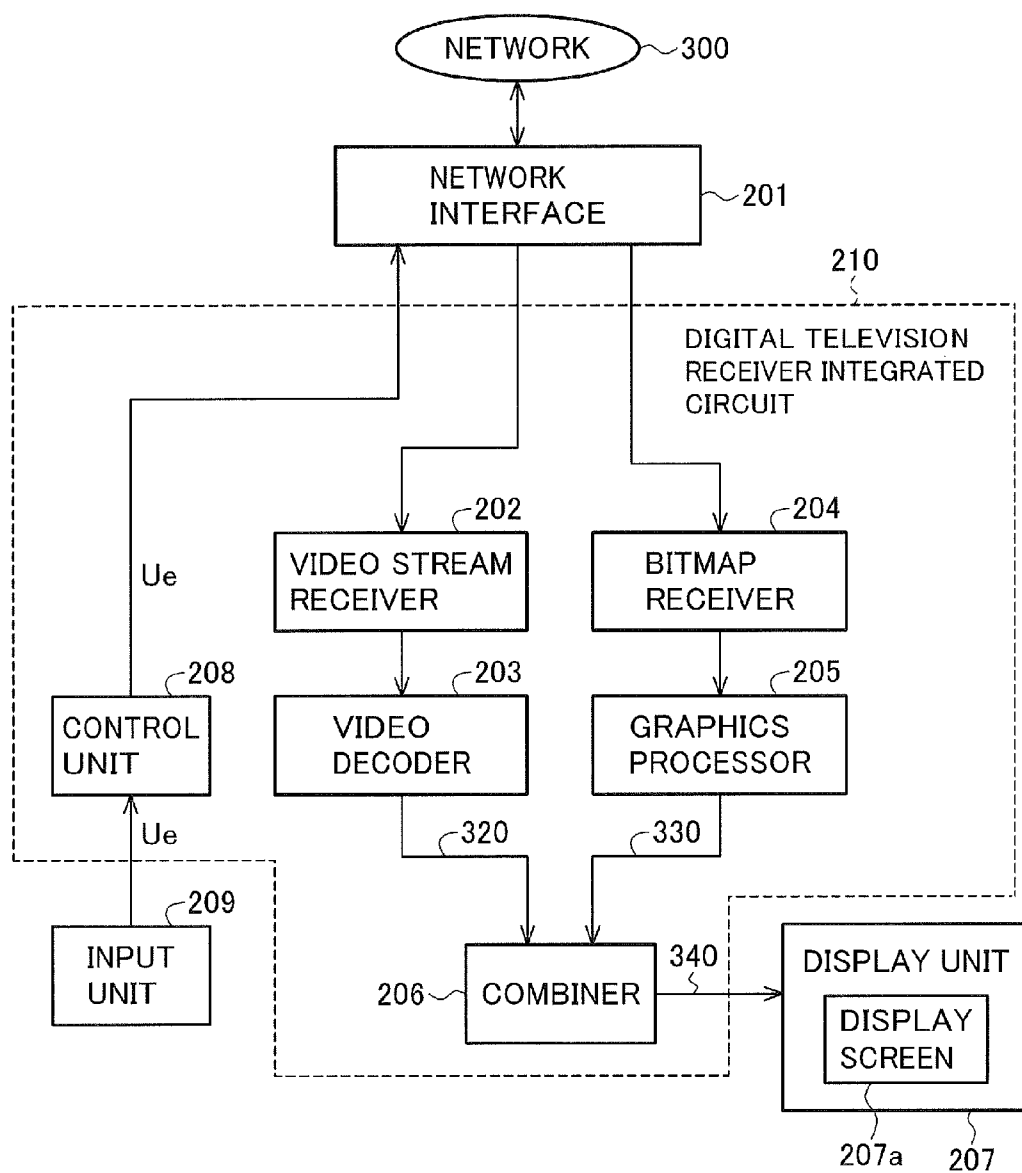 NETWORK
300
NETWORK
INTERFACE
201
210
DIGITAL TELEVISION
RECEIVER INTEGRATED
CIRCUIT
202
VIDEO STREAM
RECEIVER
204
BITMAP
RECEIVER
Ue
208
CONTROL
UNIT
203
VIDEO
DECODER
205
GRAPHICS
PROCESSOR
Ue
320
330
209
INPUT
UNIT
206
COMBINER
340
DISPLAY UNIT
DISPLAY
SCREEN
207a
207